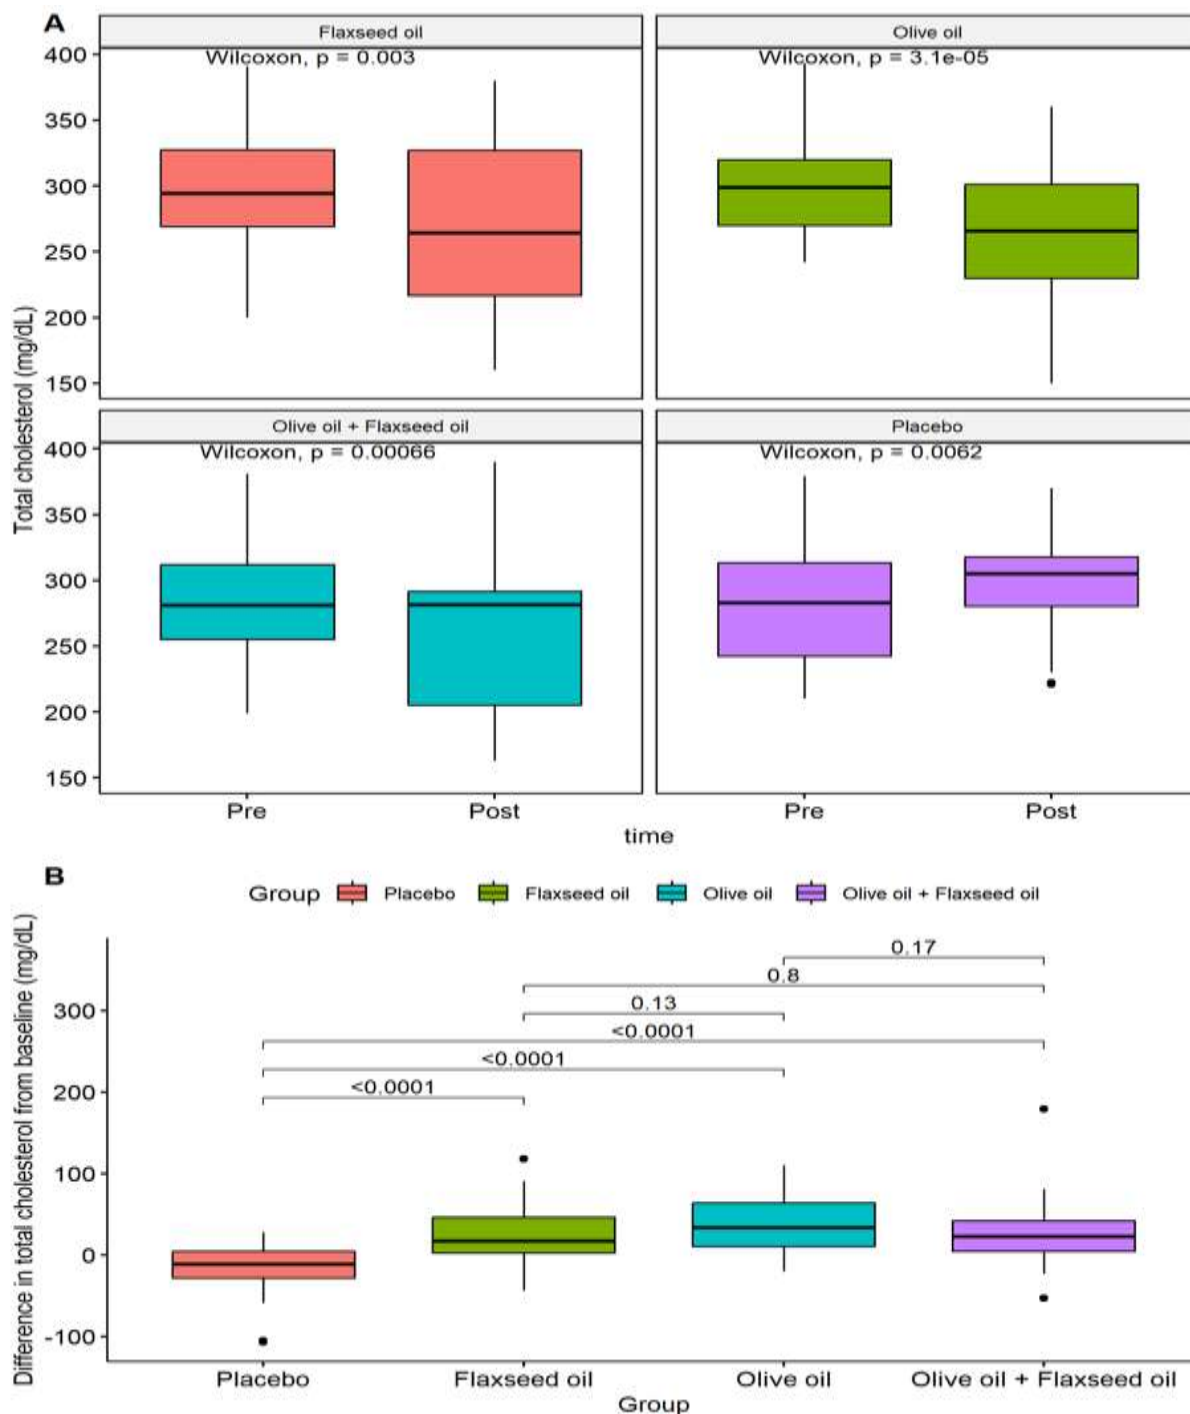 A
Flaxseed oil
Olive oil
Wilcoxon, p = 0.003
Wilcoxon, p = 3.1e-05
400
350
300
250
200
150
Total cholesterol (mg/dL)
Olive oil + Flaxseed oil
Placebo
Wilcoxon, p = 0.00066
Wilcoxon, p = 0.0062
400
350
300
250
200
150
Pre
Post
Pre
Post
time
B
Group Placebo Flaxseed oil Olive oil Olive oil + Flaxseed oil
Difference in total cholesterol from baseline (mg/dL)
0.17
0.8
0.13
<0.0001
<0.0001
<0.0001
300
200
100
0
-100
Placebo
Flaxseed oil
Olive oil
Olive oil + Flaxseed oil
Group